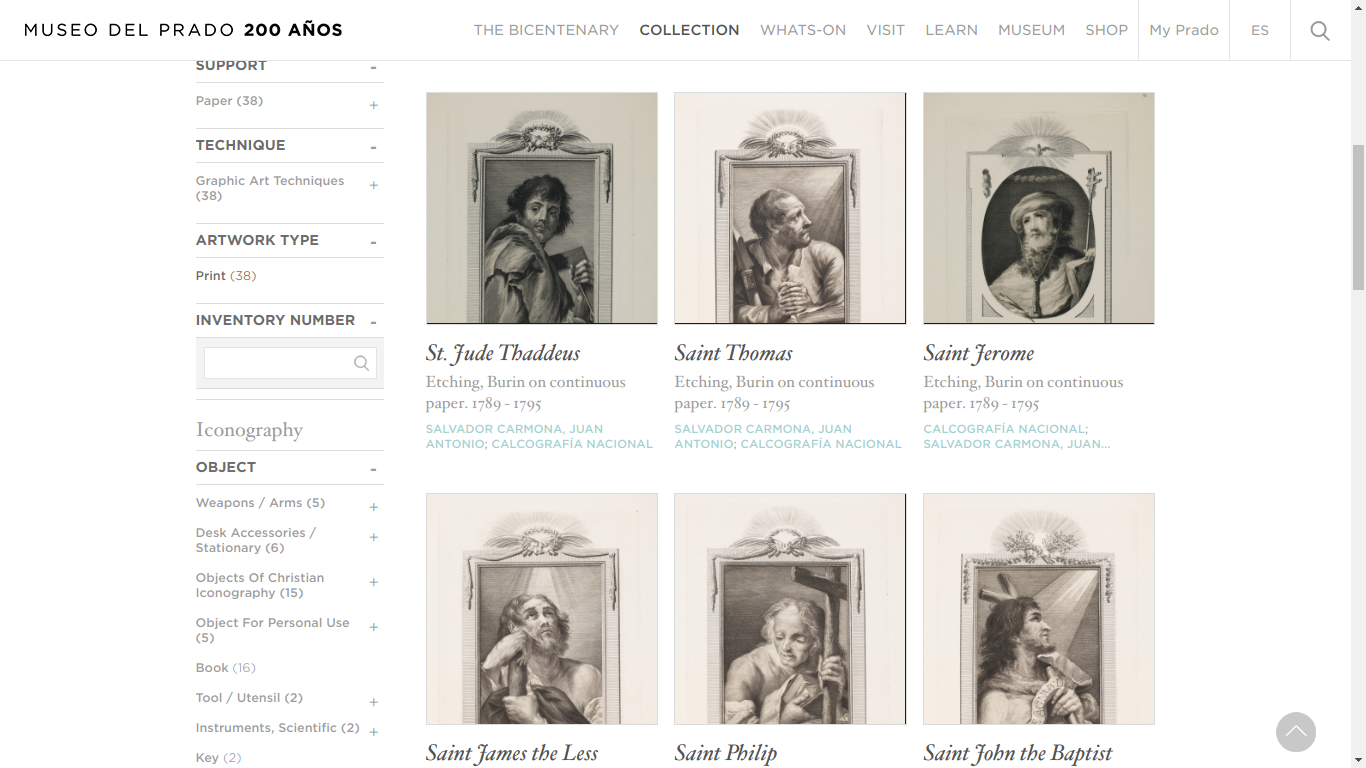 MUSEO DEL PRADO 200 AÑOS
THE BICENTENARY COLLECTION WHATS-ON VISIT LEARN MUSEUM SHOP My Prado ES
SUPPORT -
Paper (38) +
TECHNIQUE -
Graphic Art Techniques +
(38)
ARTWORK TYPE -
Print (38)
INVENTORY NUMBER -
Iconography
OBJECT -
Weapons / Arms (5) +
Desk Accessories / +
Stationary (6)
Objects Of Christian +
Iconography (15)
Object For Personal Use +
(5)
Book (16)
Tool / Utensil (2) +
Instruments, Scientific (2) +
Key (2)
St. Jude Thaddeus
Etching, Burin on continuous
paper. 1789 - 1795
SALVADOR CARMONA, JUAN
ANTONIO; CALCOGRAFÍA NACIONAL
Saint Thomas
Etching, Burin on continuous
paper. 1789 - 1795
SALVADOR CARMONA, JUAN
ANTONIO; CALCOGRAFÍA NACIONAL
Saint Jerome
Etching, Burin on continuous
paper. 1789 - 1795
CALCOGRAFÍA NACIONAL;
SALVADOR CARMONA, JUAN...
Saint James the Less
Saint Philip
Saint John the Baptist